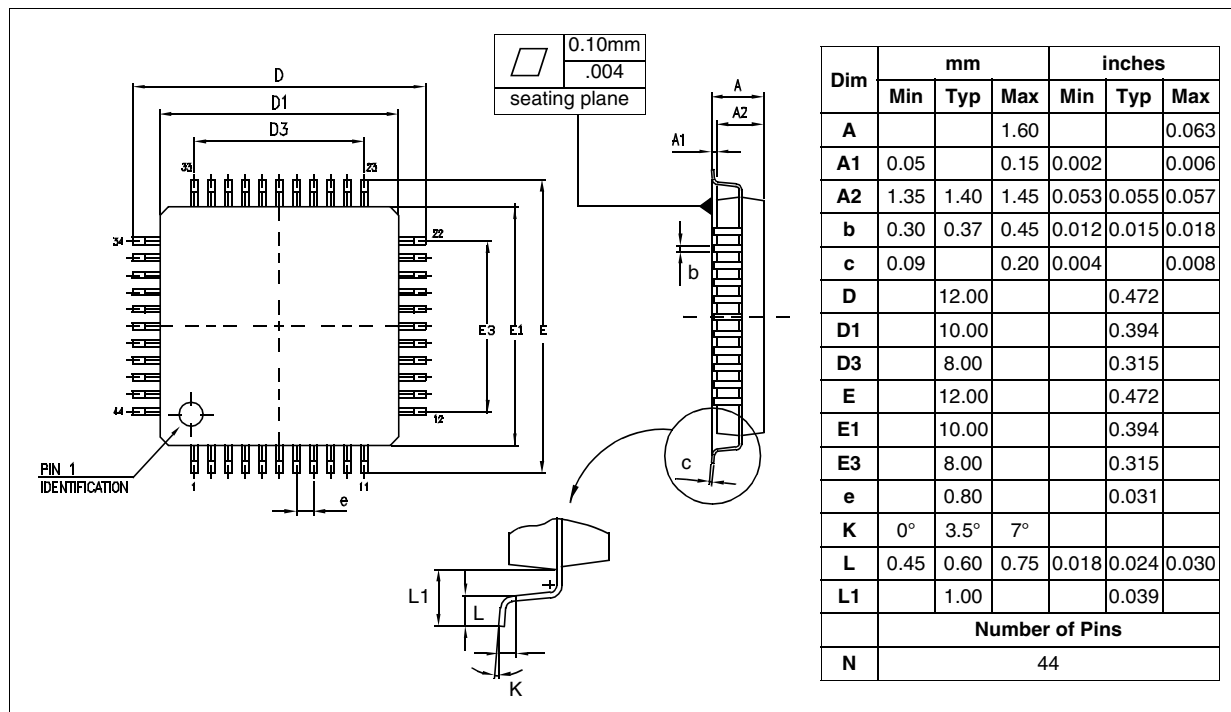 0.10mm
.004
seating plane
D
D1
D3
33
23
34
22
E3
E1
E
44
12
PIN 1
IDENTIFICATION
1
11
e
A
A2
A1
b
c
L1
L
K
Dim mm inches
Min Typ Max Min Typ Max
A 1.60 0.063
A1 0.05 0.15 0.002 0.006
A2 1.35 1.40 1.45 0.053 0.055 0.057
b 0.30 0.37 0.45 0.012 0.015 0.018
c 0.09 0.20 0.004 0.008
D 12.00 0.472
D1 10.00 0.394
D3 8.00 0.315
E 12.00 0.472
E1 10.00 0.394
E3 8.00 0.315
e 0.80 0.031
K 0° 3.5° 7°
L 0.45 0.60 0.75 0.018 0.024 0.030
L1 1.00 0.039
Number of Pins
N 44